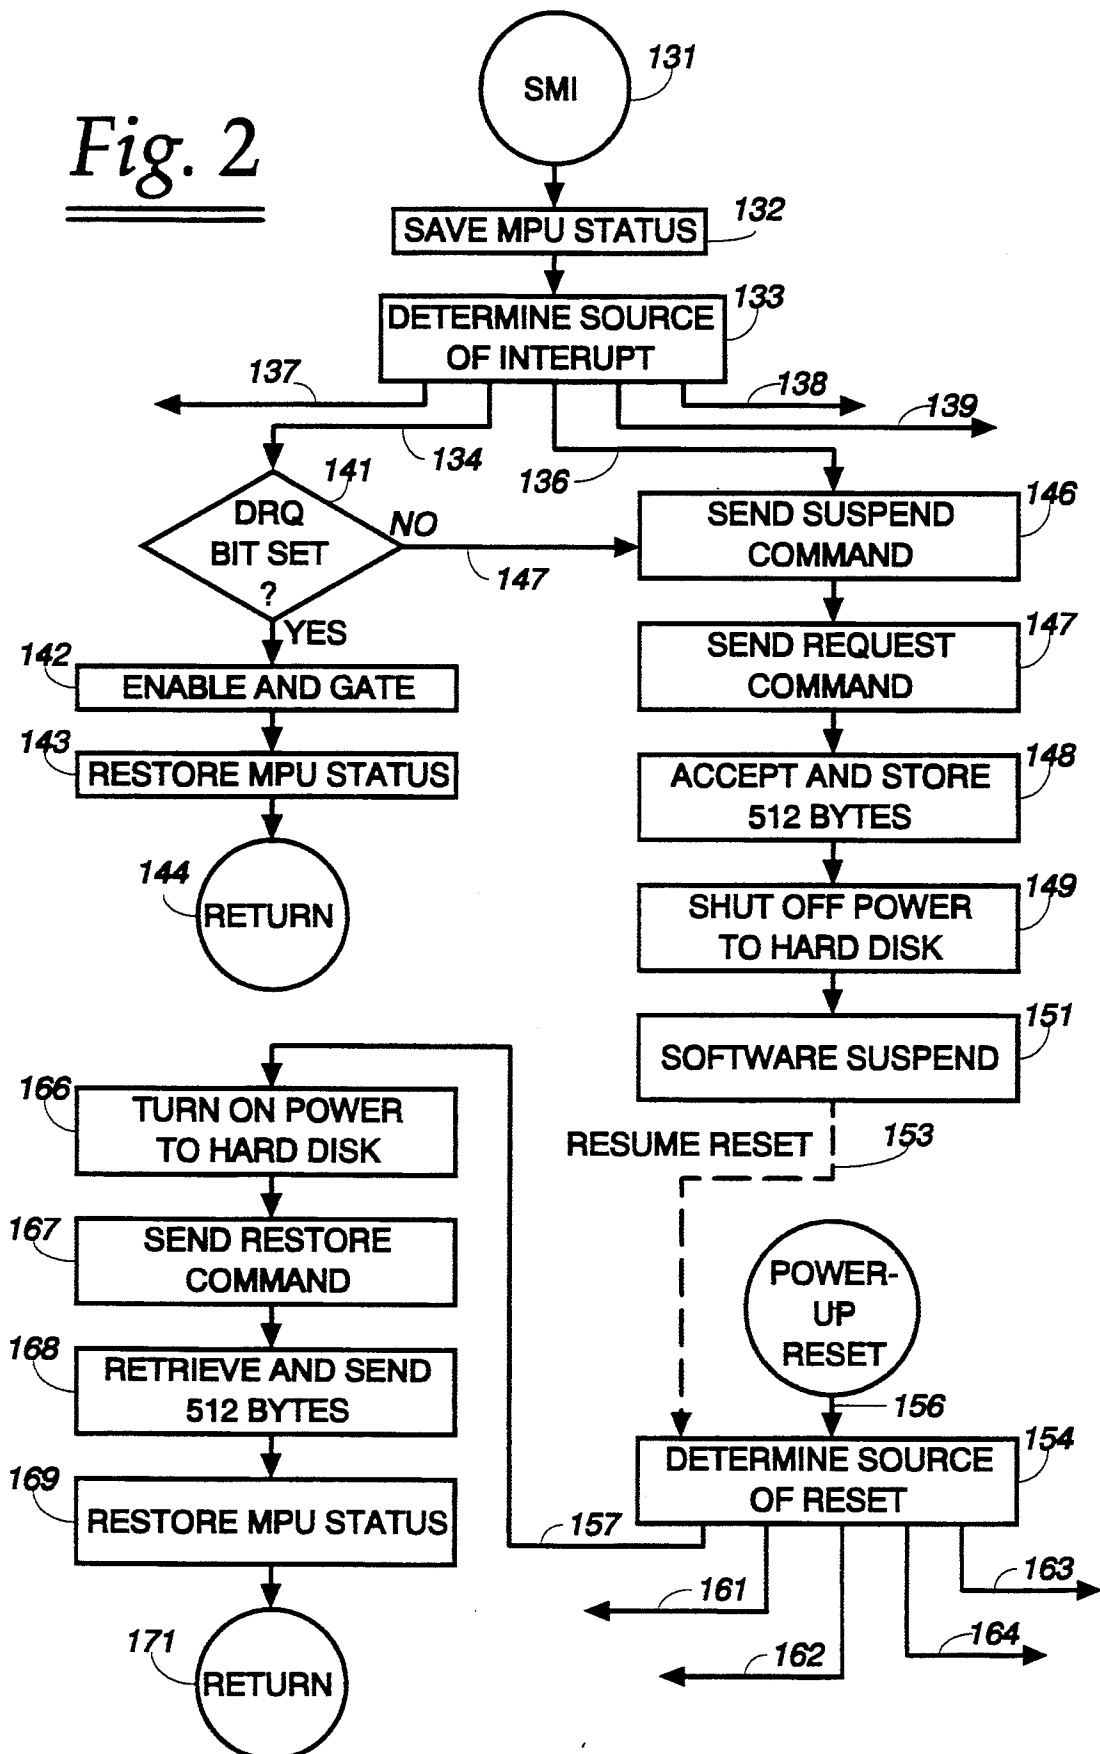 Fig. 2
SMI
131
SAVE MPU STATUS
132
DETERMINE SOURCE
OF INTERUPT
133
137
138
139
134
136
141
DRQ
BIT SET
?
NO
147
YES
142
ENABLE AND GATE
143
RESTORE MPU STATUS
144
RETURN
146
SEND SUSPEND
COMMAND
147
SEND REQUEST
COMMAND
148
ACCEPT AND STORE
512 BYTES
149
SHUT OFF POWER
TO HARD DISK
151
SOFTWARE SUSPEND
RESUME RESET
153
POWER-
UP
RESET
156
154
DETERMINE SOURCE
OF RESET
157
161
162
163
164
166
TURN ON POWER
TO HARD DISK
167
SEND RESTORE
COMMAND
168
RETRIEVE AND SEND
512 BYTES
169
RESTORE MPU STATUS
171
RETURN